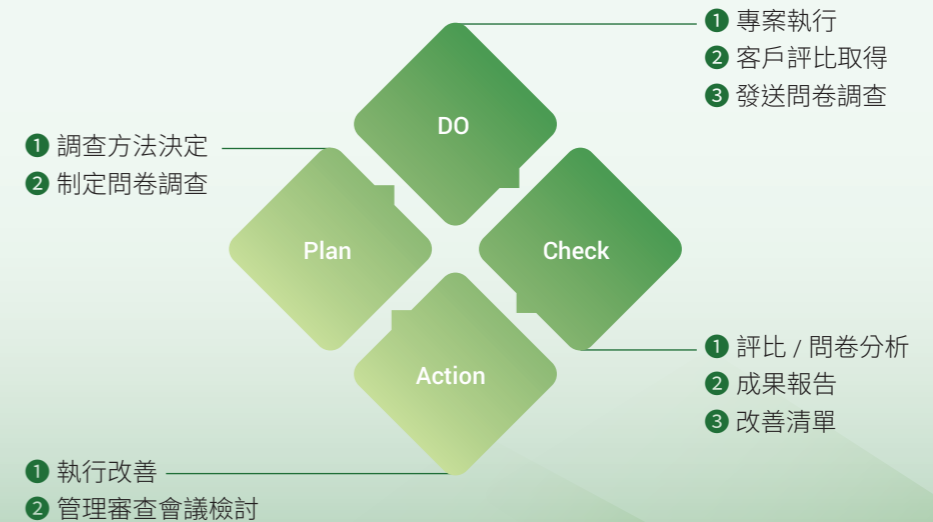 ❶ 專案執行
❷ 客戶評比取得
❸ 發送問卷調查
DO
❶ 調查方法決定
❷ 制定問卷調查
Plan
Check
❶ 評比 / 問卷分析
❷ 成果報告
❸ 改善清單
Action
❶ 執行改善
❷ 管理審查會議檢討